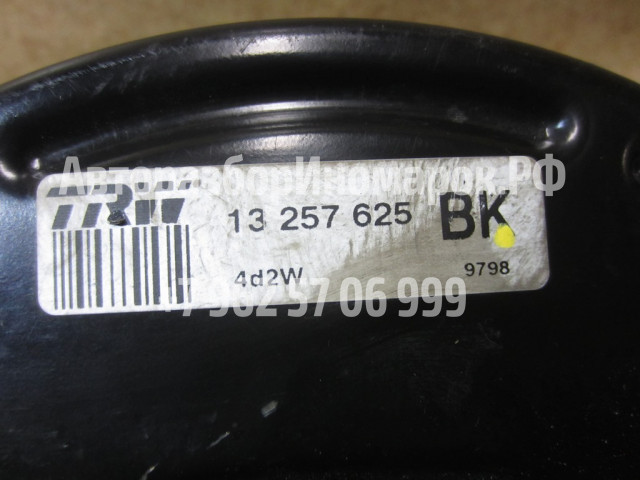 АвторазборИномарок.РФ
TRW 13 257 625 BK
4d2W 9798
+7 962 57 06 999